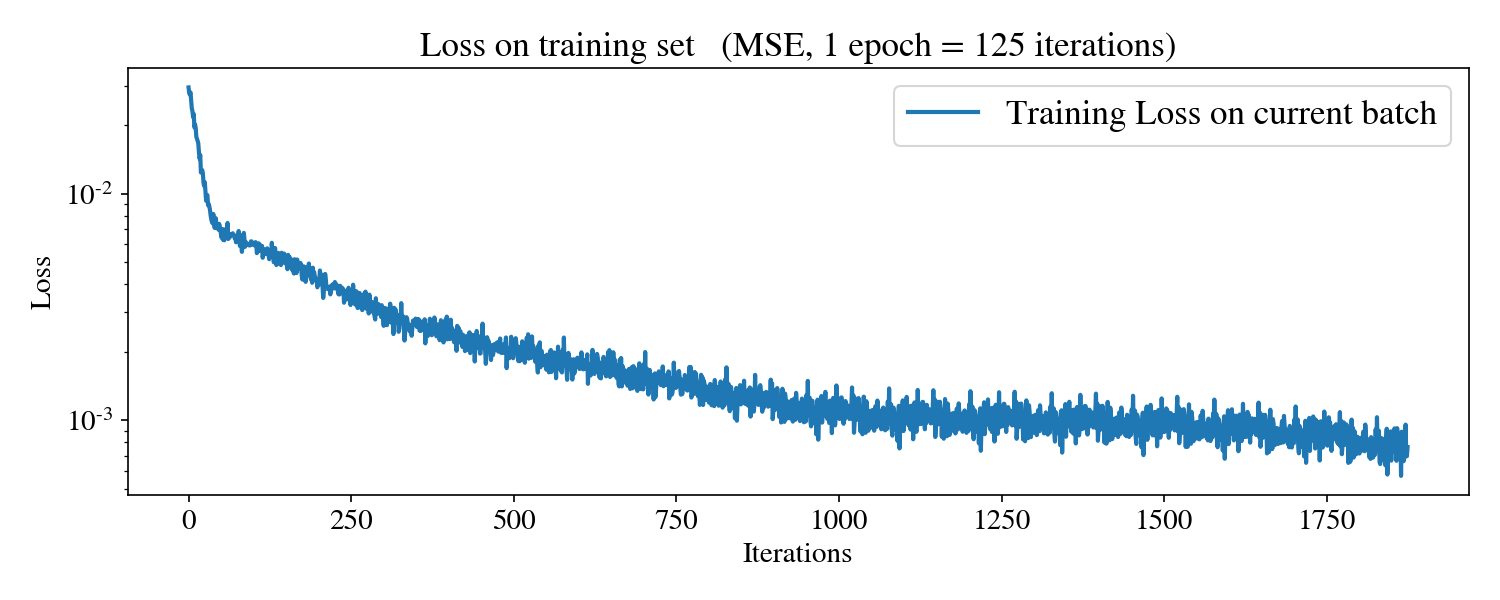 Loss on training set (MSE, 1 epoch = 125 iterations)
Training Loss on current batch
10-2
10-3
Loss
0 250 500 750 1000 1250 1500 1750
Iterations